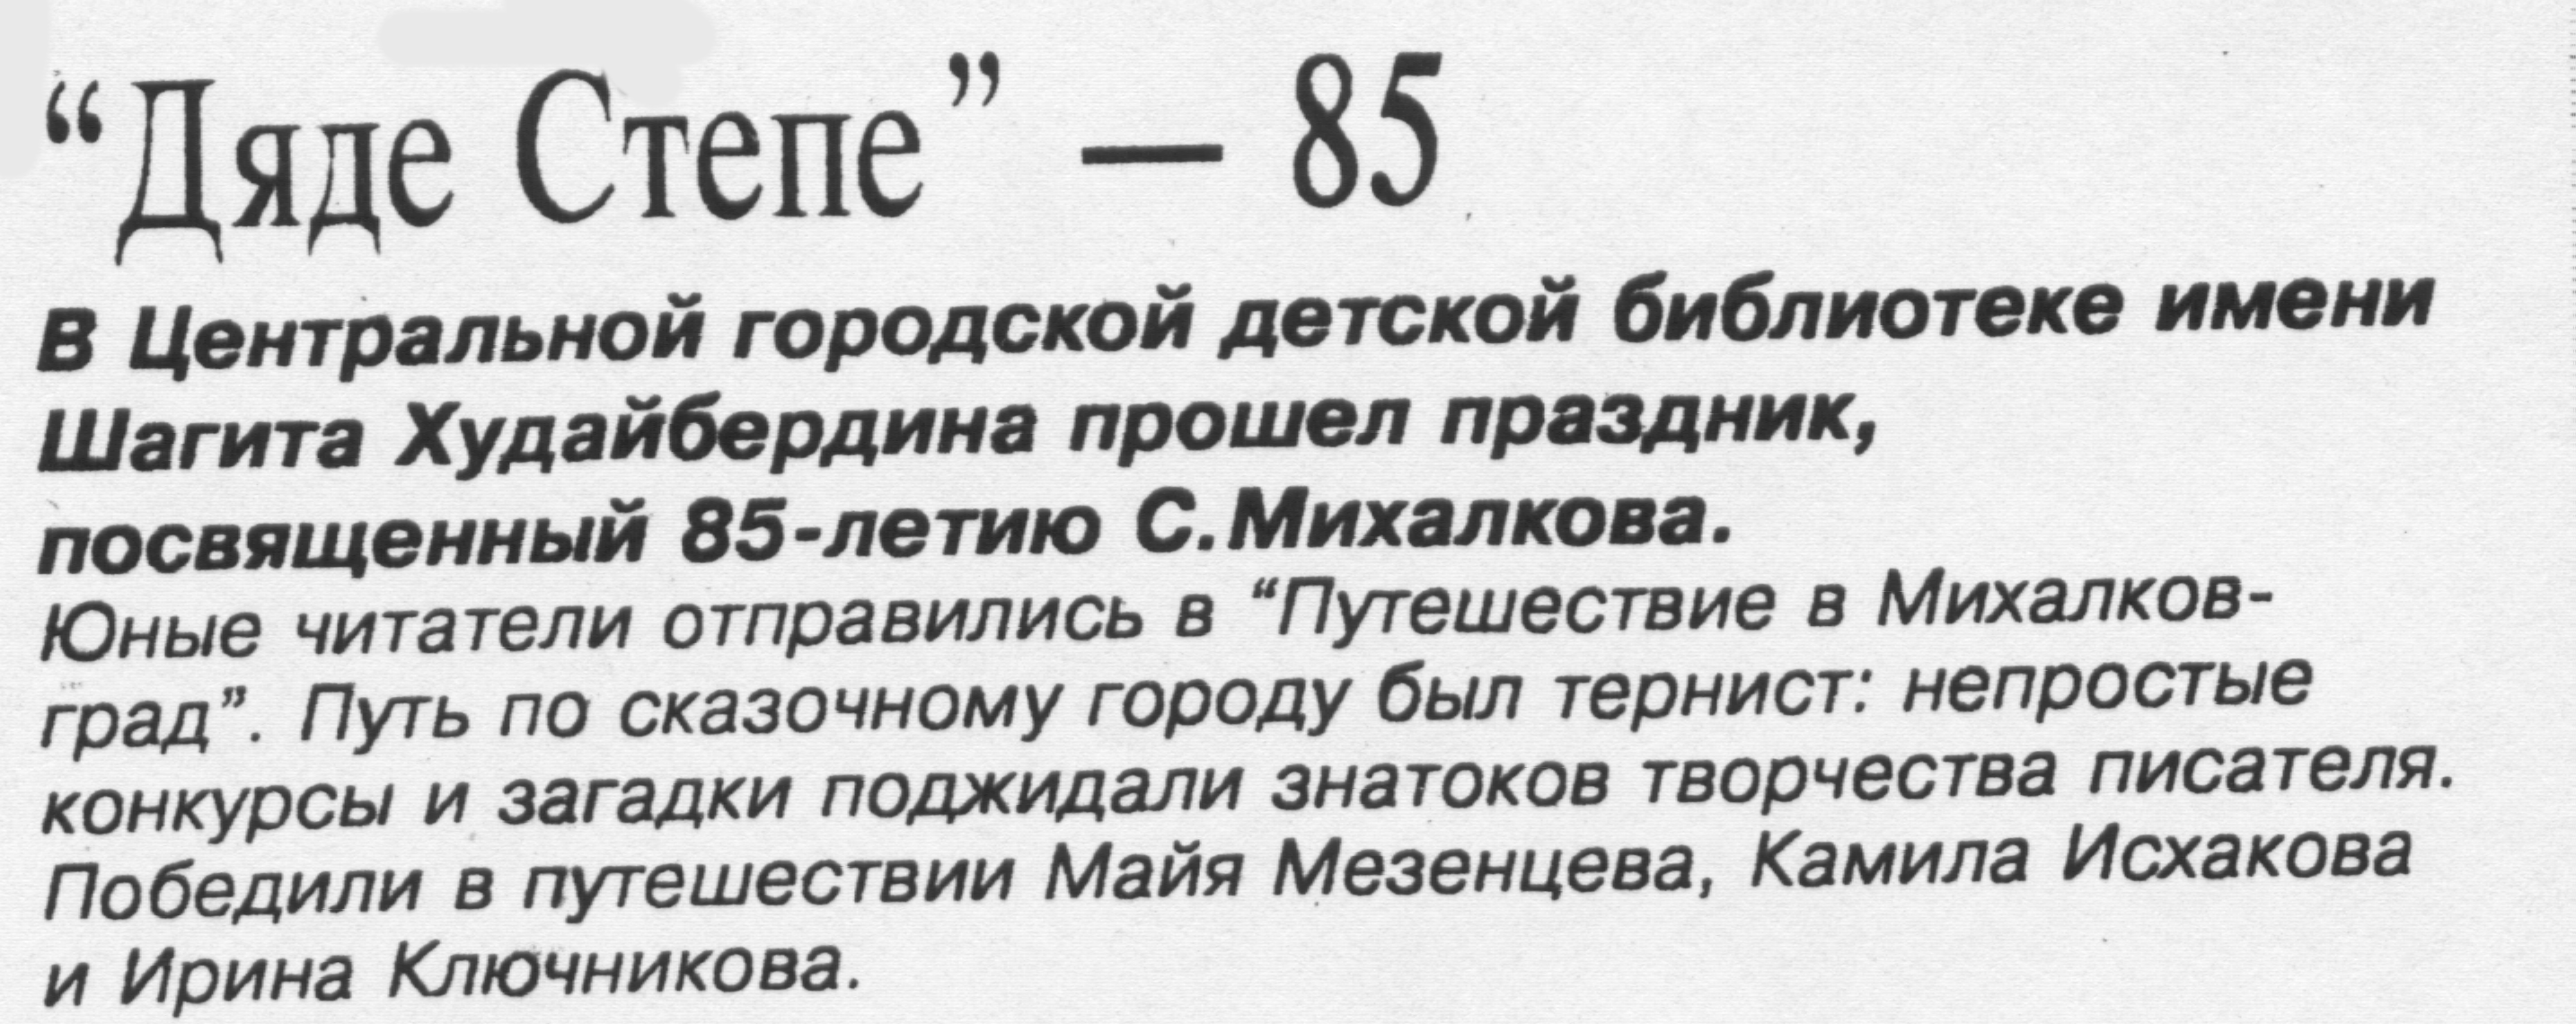 “Дяде Степе” — 85
В Центральной городской детской библиотеке имени
Шагита Худайбердина прошел праздник,
посвященный 85-летию С.Михалкова.
Юные читатели отправились в “Путешествие в Михалков-
град”. Путь по сказочному городу был тернист: непростые
конкурсы и загадки поджидали знатоков творчества писателя.
Победили в путешествии Майя Мезенцева, Камила Исхакова
и Ирина Ключникова.